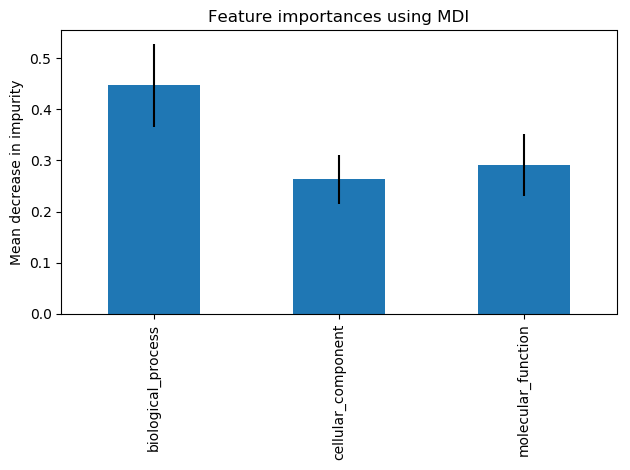 Feature importances using MDI
Mean decrease in impurity
0.5
0.4
0.3
0.2
0.1
0.0
biological_process
cellular_component
molecular_function